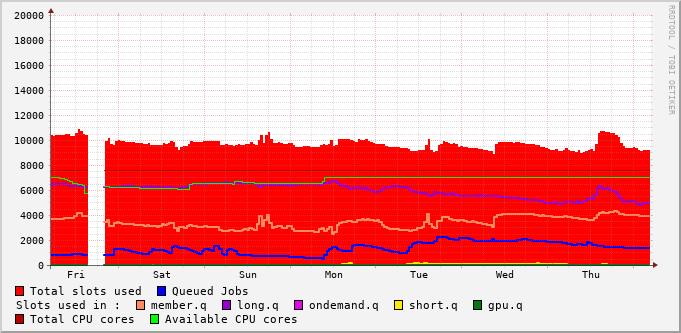 20000
18000
16000
14000
12000
10000
8000
6000
4000
2000
0
Fri Sat Sun Mon Tue Wed Thu
RRDTOOL / TOBI OETIKER
Total slots used Queued Jobs
Slots used in : member.q long.q ondemand.q short.q gpu.q
Total CPU cores Available CPU cores